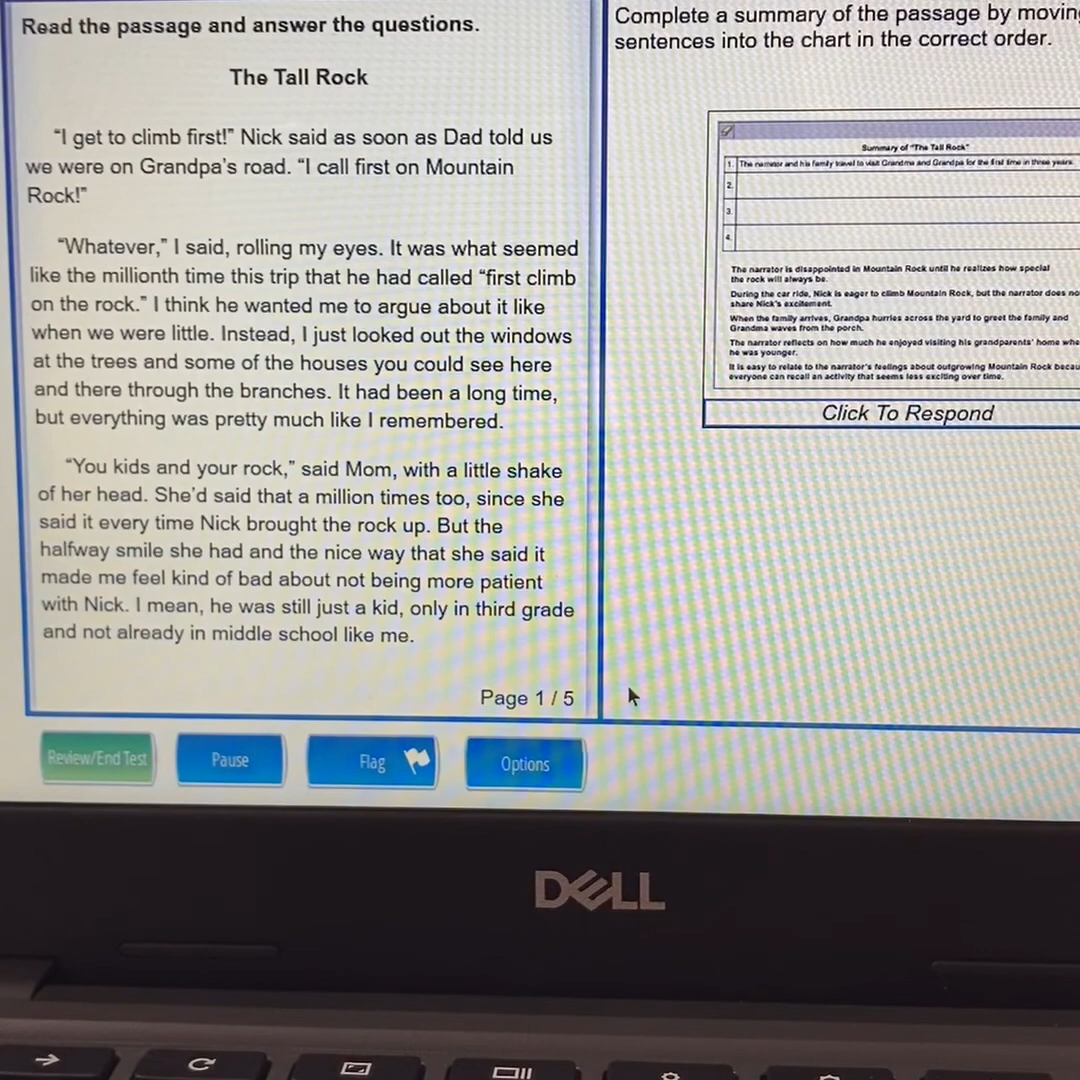 Read the passage and answer the questions.
The Tall Rock
“I get to climb first!” Nick said as soon as Dad told us
we were on Grandpa’s road. “I call first on Mountain
Rock!”
“Whatever,” I said, rolling my eyes. It was what seemed
like the millionth time this trip that he had called “first climb
on the rock.” I think he wanted me to argue about it like
when we were little. Instead, I just looked out the windows
at the trees and some of the houses you could see here
and there through the branches. It had been a long time,
but everything was pretty much like I remembered.
“You kids and your rock,” said Mom, with a little shake
of her head. She’d said that a million times too, since she
said it every time Nick brought the rock up. But the
halfway smile she had and the nice way that she said it
made me feel kind of bad about not being more patient
with Nick. I mean, he was still just a kid, only in third grade
and not already in middle school like me.
Page 1 / 5
Complete a summary of the passage by moving
sentences into the chart in the correct order.
Summary of “The Tall Rock”
1. The narrator and his family travel to visit Grandma and Grandpa for the first time in three years.
2.
3.
4.
The narrator is disappointed in Mountain Rock until he realizes how special
the rock will always be.
During the car ride, Nick is eager to climb Mountain Rock, but the narrator does no
share Nick’s excitement.
When the family arrives, Grandpa hurries across the yard to greet the family and
Grandma waves from the porch.
The narrator reflects on how much he enjoyed visiting his grandparents’ home whe
he was younger.
It is easy to relate to the narrator’s feelings about outgrowing Mountain Rock becau
everyone can recall an activity that seems less exciting over time.
Click To Respond
Review/End Test
Pause
Flag
Options
DELL